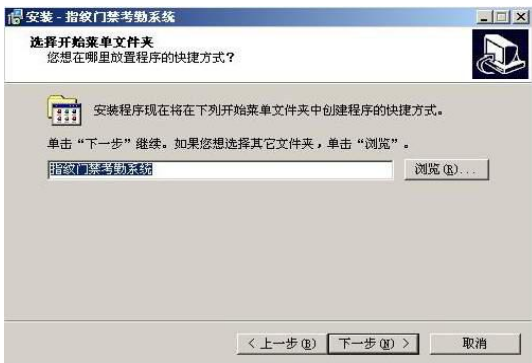 安装 - 指纹门禁考勤系统
选择开始菜单文件夹
您想在哪里放置程序的快捷方式?
安装程序现在将在下列开始菜单文件夹中创建程序的快捷方式。
单击“下一步”继续。如果您想选择其它文件夹,单击“浏览”。
指纹门禁考勤系统
浏览(R)...
< 上一步(B)
下一步(N) >
取消